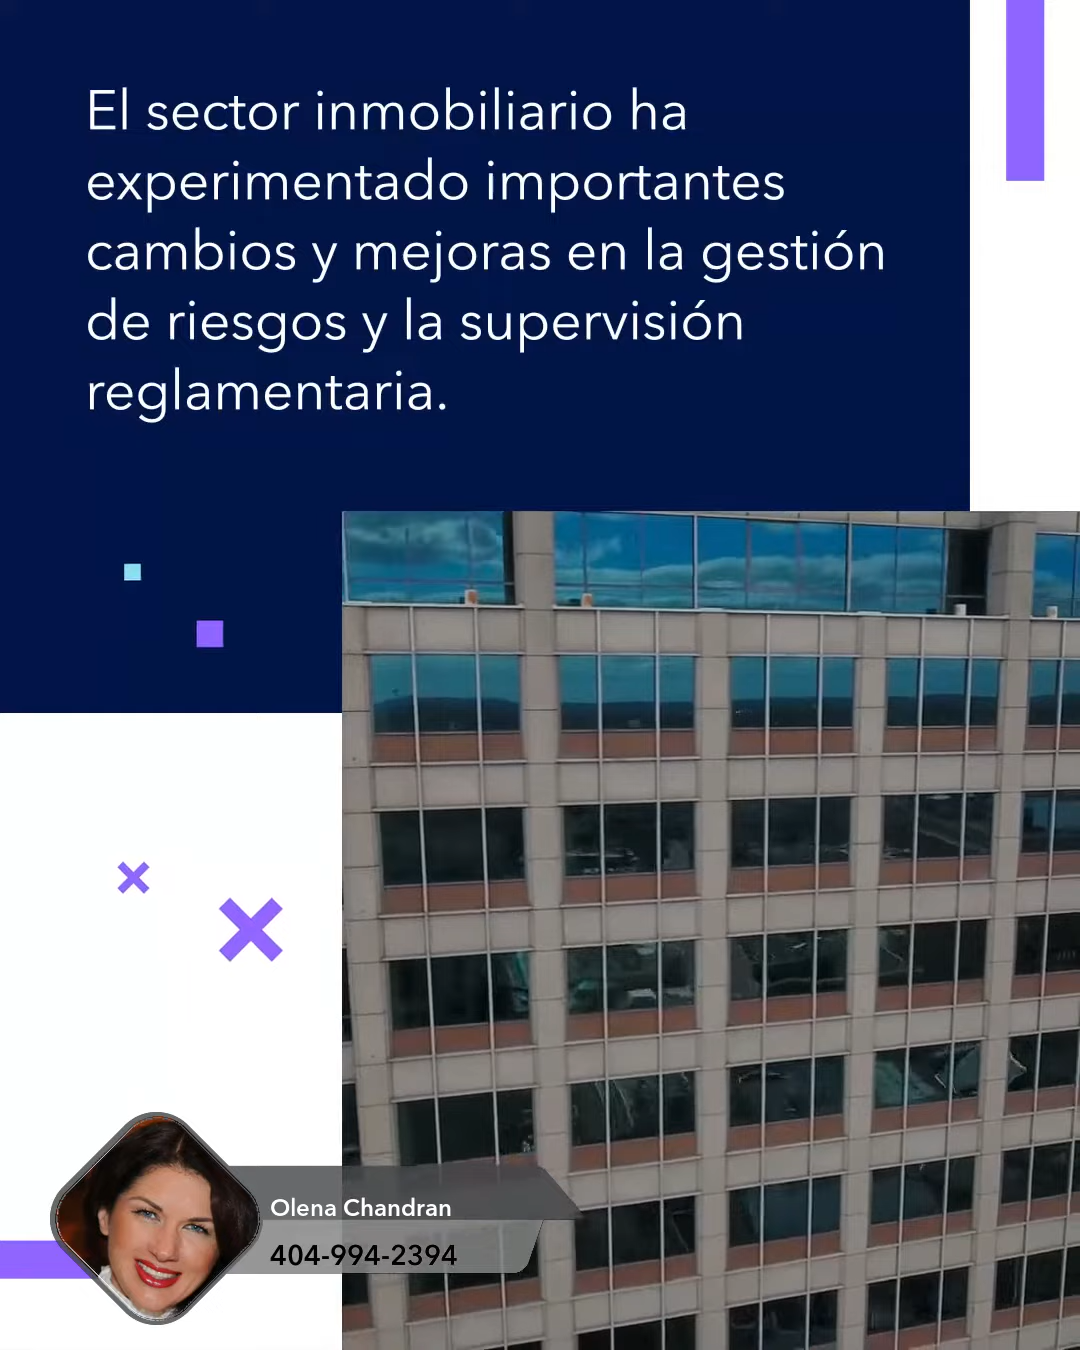 El sector inmobiliario ha
experimentado importantes
cambios y mejoras en la gestión
de riesgos y la supervisión
reglamentaria.
Olena Chandran
404-994-2394